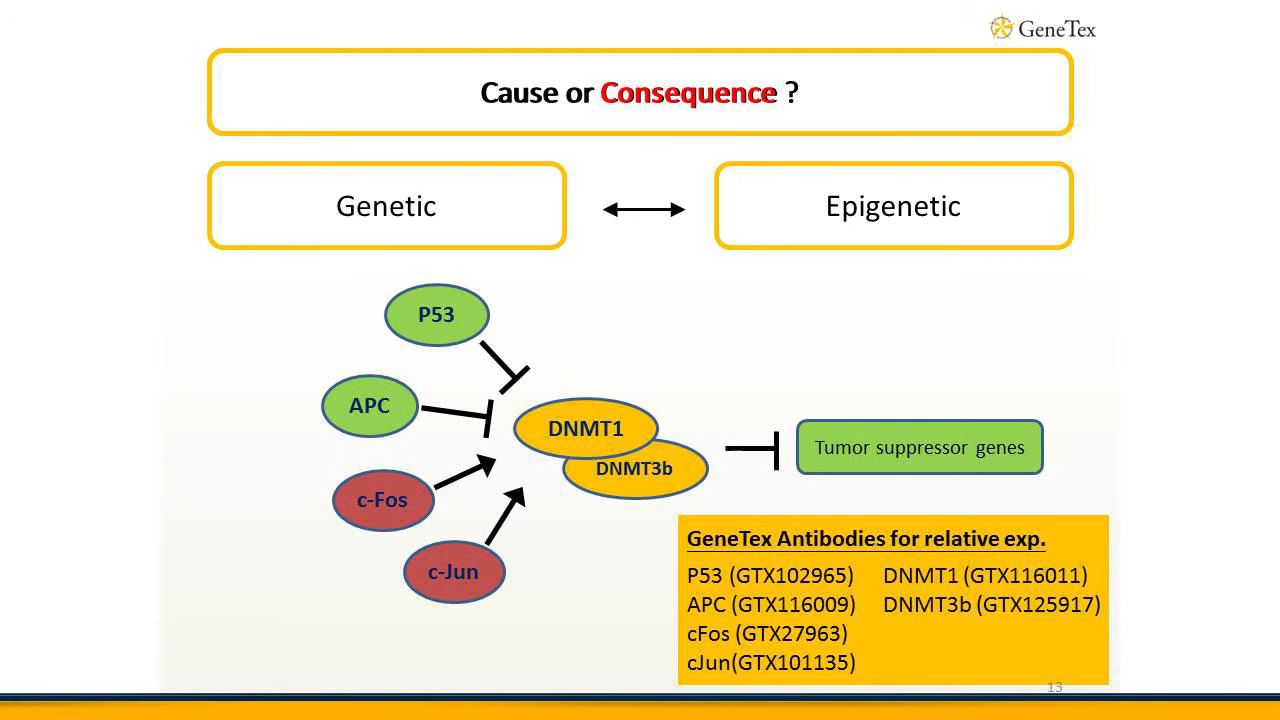 GeneTex
Cause or Consequence ?
Genetic
Epigenetic
P53
APC
DNMT1
DNMT3b
Tumor suppressor genes
c-Fos
c-Jun
GeneTex Antibodies for relative exp.
P53 (GTX102965) DNMT1 (GTX116011)
APC (GTX116009) DNMT3b (GTX125917)
cFos (GTX27963)
cJun(GTX101135)
13